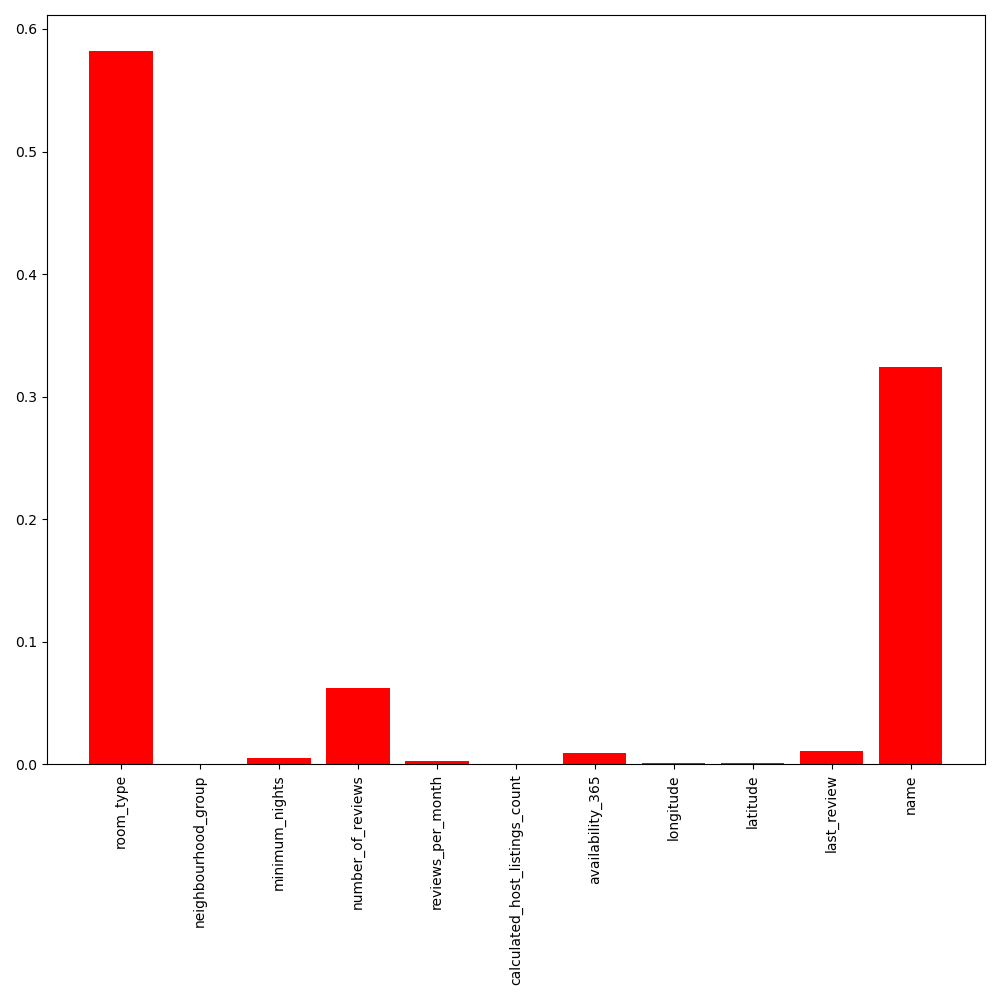 0.6
0.5
0.4
0.3
0.2
0.1
0.0
room_type
neighbourhood_group
minimum_nights
number_of_reviews
reviews_per_month
calculated_host_listings_count
availability_365
longitude
latitude
last_review
name